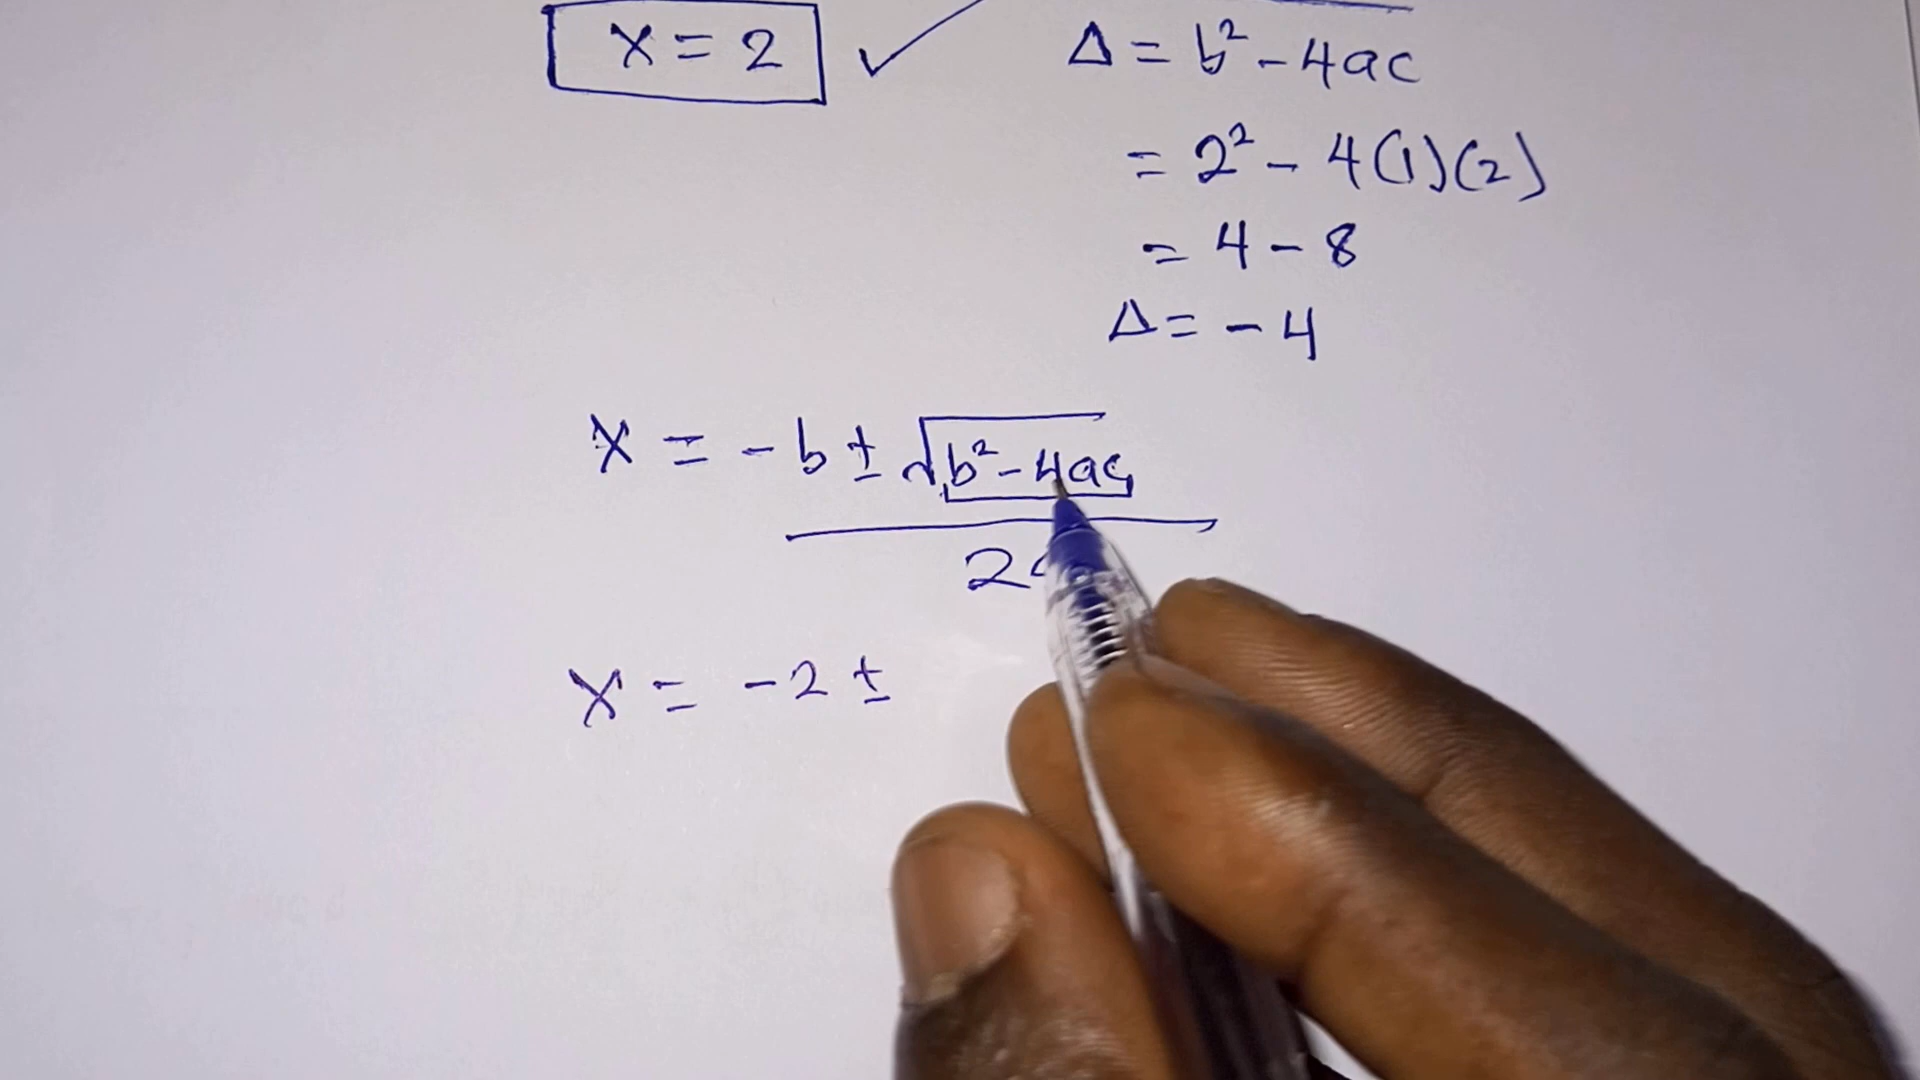 x = 2 ✓
Δ = b² - 4ac
= 2² - 4(1)(2)
= 4 - 8
Δ = -4
x = -b ± √b² - 4ac
2
x = -2 ±